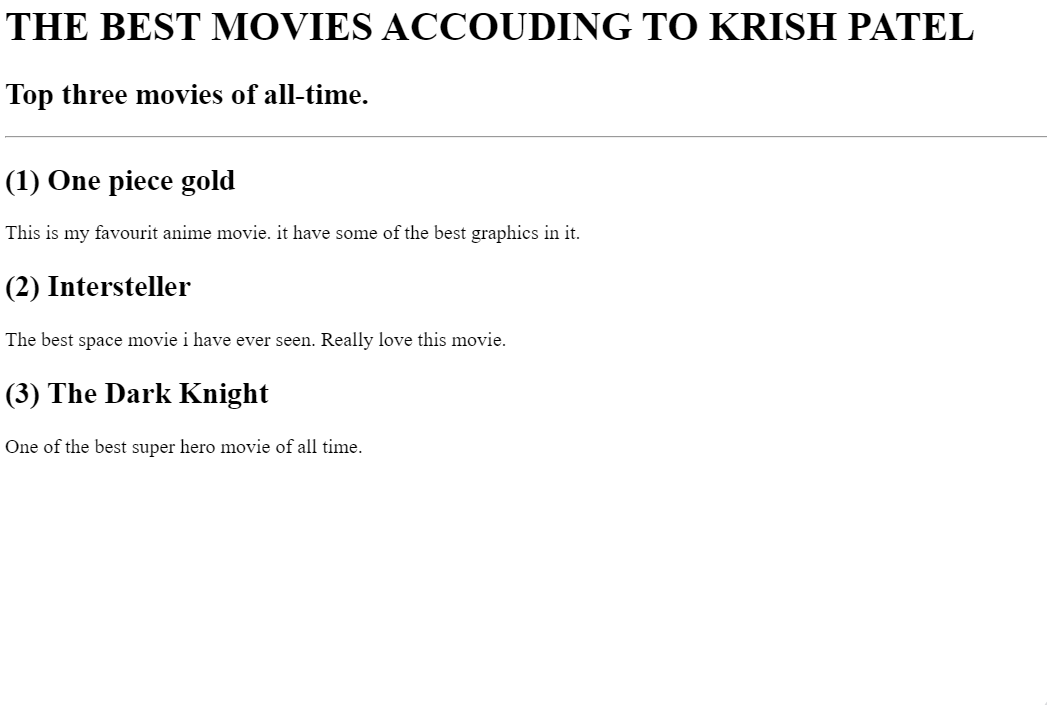 THE BEST MOVIES ACCOUDING TO KRISH PATEL
Top three movies of all-time.
(1) One piece gold
This is my favourit anime movie. it have some of the best graphics in it.
(2) Intersteller
The best space movie i have ever seen. Really love this movie.
(3) The Dark Knight
One of the best super hero movie of all time.